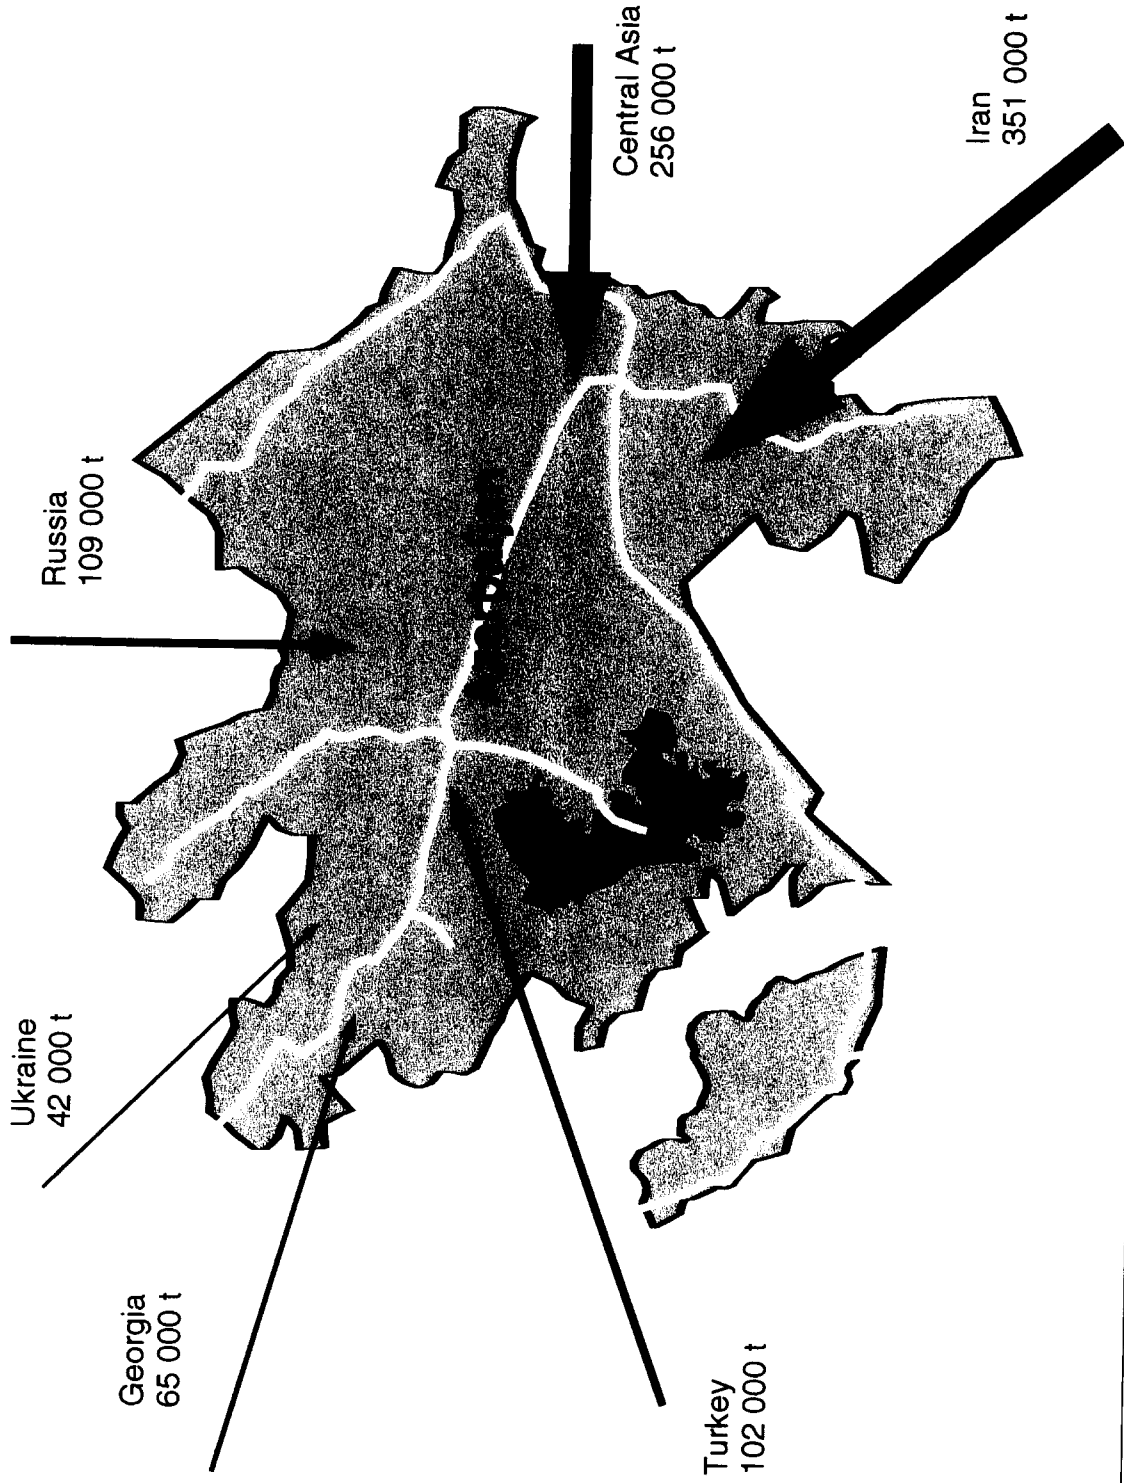 Ukraine
42 000 t
Russia
109 000 t
Central Asia
256 000 t
Georgia
65 000 t
Azerbaijan
Iran
351 000 t
Turkey
102 000 t